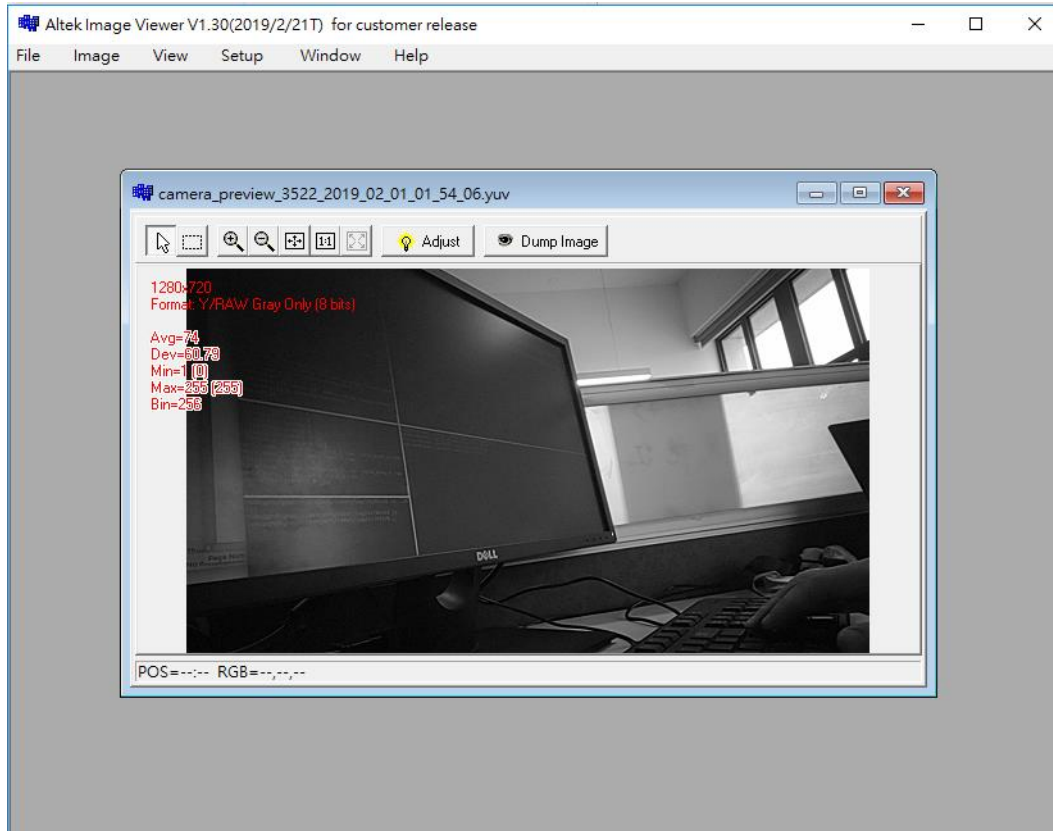 Altek Image Viewer V1.30(2019/2/21T) for customer release
File Image View Setup Window Help
camera_preview_3522_2019_02_01_01_54_06.yuv
1:1 Adjust Dump Image
1280x720
Format: Y/RAW Gray Only (8 bits)
Avg=74
Dev=60.79
Min=1 (0)
Max=255 (255)
Bin=256
DELL
POS=--:-- RGB=--,--,--